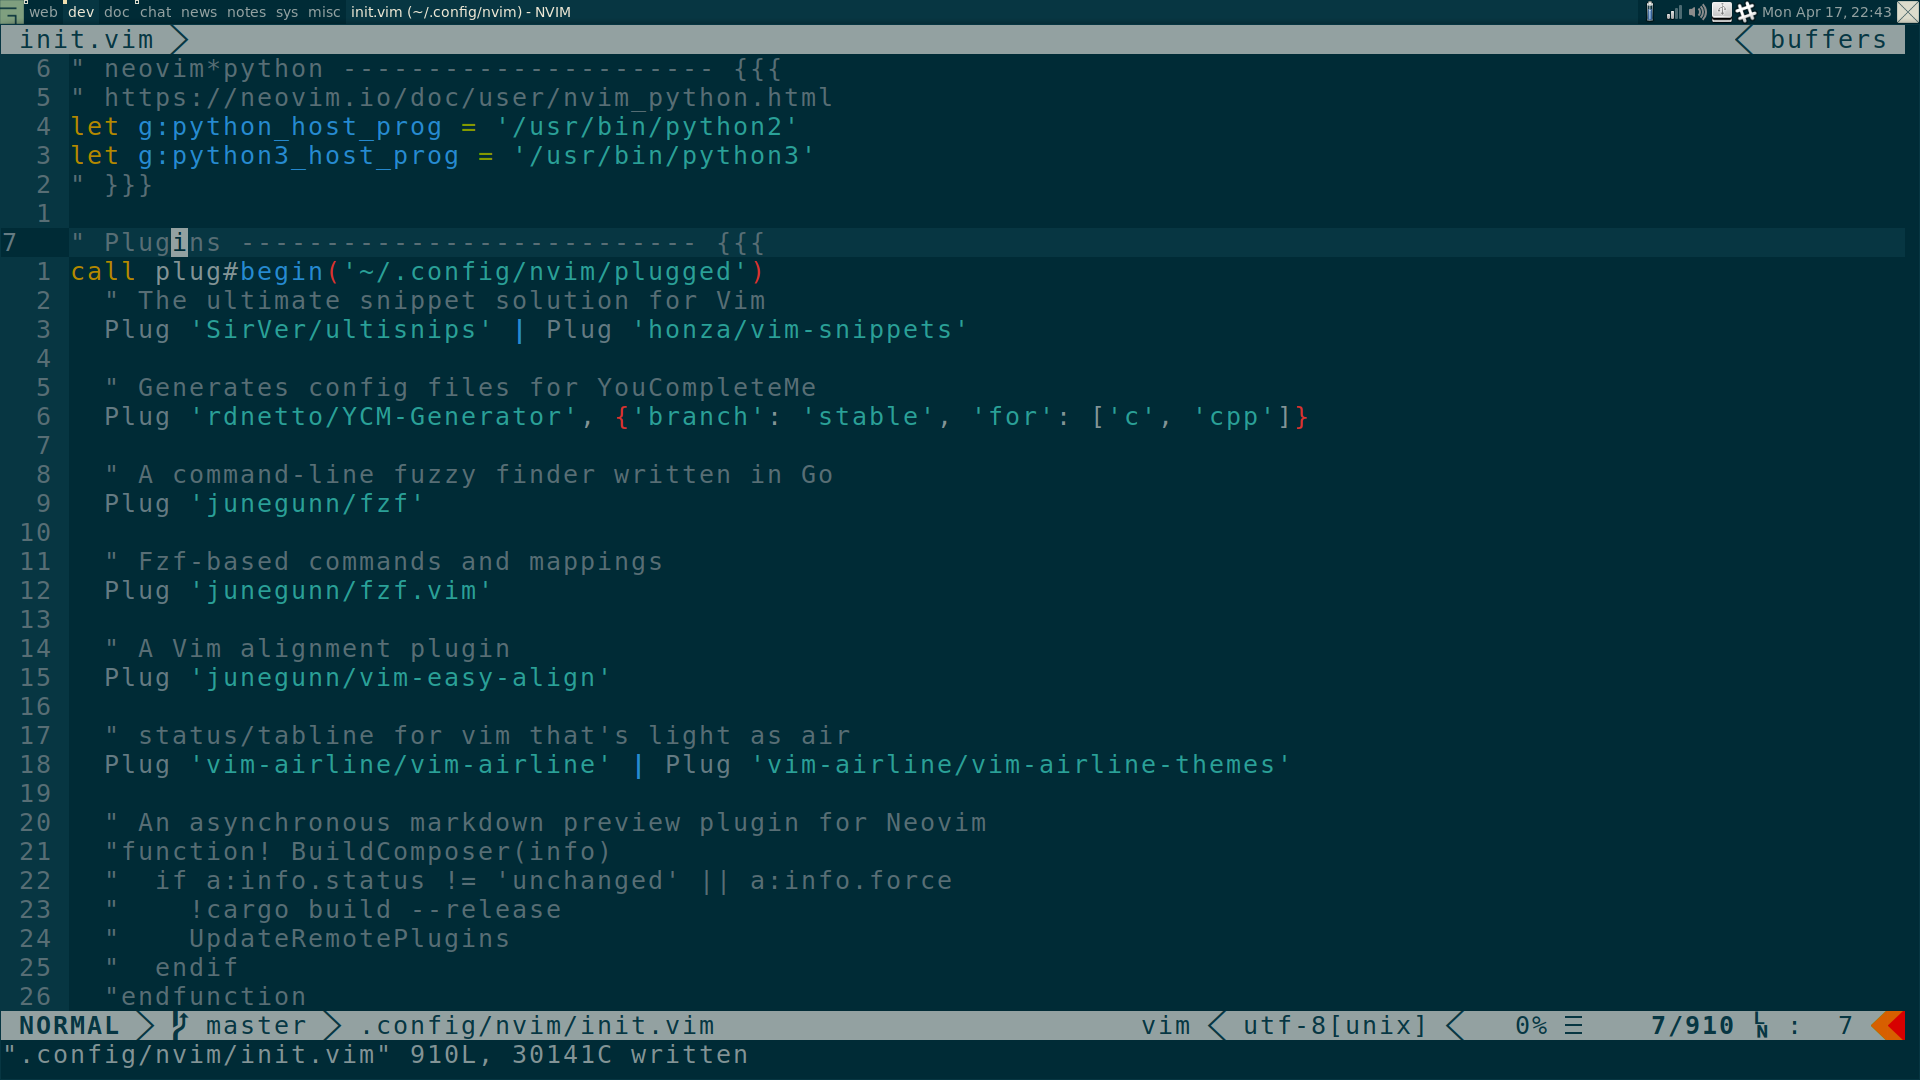 web dev doc chat news notes sys misc init.vim (~/.config/nvim) - NVIM Mon Apr 17, 22:43
init.vim buffers
6 " neovim*python ---------------------- {{{
5 " https://neovim.io/doc/user/nvim_python.html
4 let g:python_host_prog = '/usr/bin/python2'
3 let g:python3_host_prog = '/usr/bin/python3'
2 " }}}
1
7 " Plugins --------------------------- {{{
1 call plug#begin('~/.config/nvim/plugged')
2   " The ultimate snippet solution for Vim
3   Plug 'SirVer/ultisnips' | Plug 'honza/vim-snippets'
4
5   " Generates config files for YouCompleteMe
6   Plug 'rdnetto/YCM-Generator', {'branch': 'stable', 'for': ['c', 'cpp']}
7
8   " A command-line fuzzy finder written in Go
9   Plug 'junegunn/fzf'
10
11   " Fzf-based commands and mappings
12   Plug 'junegunn/fzf.vim'
13
14   " A Vim alignment plugin
15   Plug 'junegunn/vim-easy-align'
16
17   " status/tabline for vim that's light as air
18   Plug 'vim-airline/vim-airline' | Plug 'vim-airline/vim-airline-themes'
19
20   " An asynchronous markdown preview plugin for Neovim
21   "function! BuildComposer(info)
22   "  if a:info.status != 'unchanged' || a:info.force
23   "    !cargo build --release
24   "    UpdateRemotePlugins
25   "  endif
26   "endfunction
NORMAL master .config/nvim/init.vim vim utf-8[unix] 0% ☰ 7/910 LN : 7
".config/nvim/init.vim" 910L, 30141C written